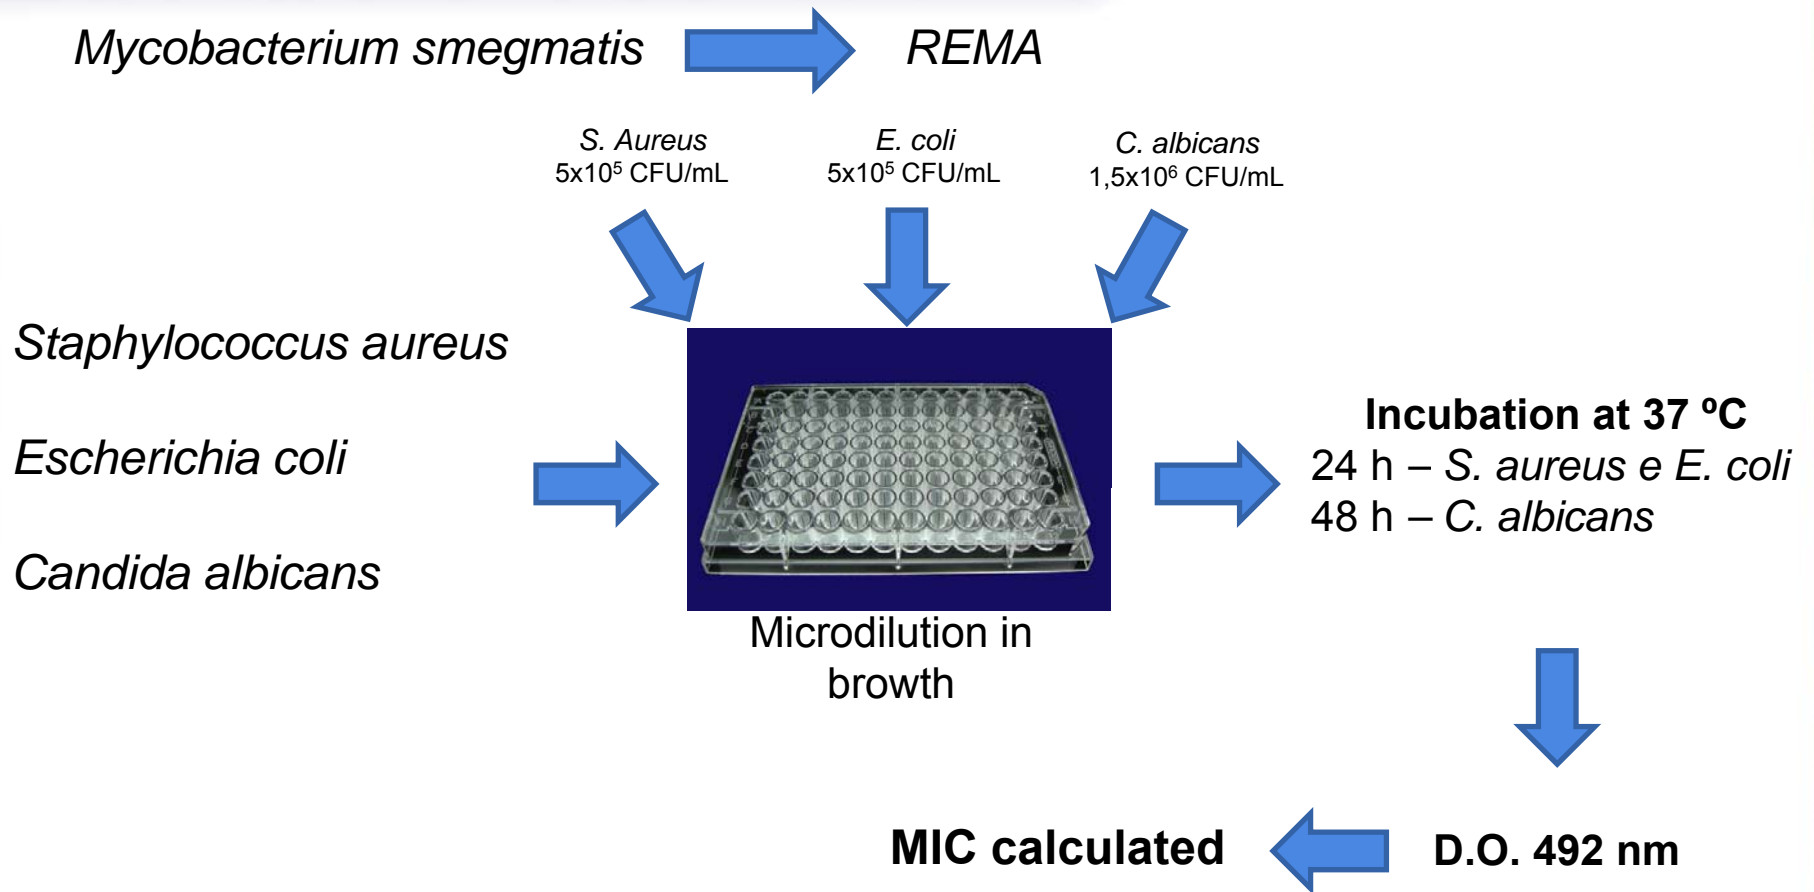 Mycobacterium smegmatis
REMA
S. Aureus
5x10⁵ CFU/mL
E. coli
5x10⁵ CFU/mL
C. albicans
1,5x10⁶ CFU/mL
Staphylococcus aureus
Escherichia coli
Candida albicans
Microdilution in
browth
Incubation at 37 ºC
24 h – S. aureus e E. coli
48 h – C. albicans
D.O. 492 nm
MIC calculated